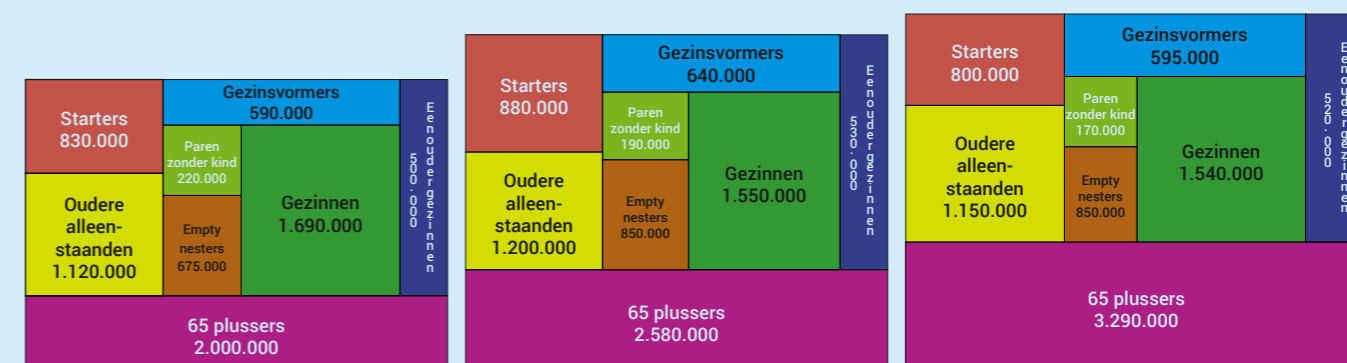 Starters
830.000
Gezinsvormers
590.000
Eenoudergezinnen
500.000
Paren
zonder kind
220.000
Gezinnen
1.690.000
Oudere
alleen-
staanden
1.120.000
Empty
nesters
675.000
65 plussers
2.000.000
Starters
880.000
Gezinsvormers
640.000
Eenoudergezinnen
530.000
Paren
zonder kind
190.000
Gezinnen
1.550.000
Oudere
alleen-
staanden
1.200.000
Empty
nesters
850.000
65 plussers
2.580.000
Starters
800.000
Gezinsvormers
595.000
Eenoudergezinnen
520.000
Paren
zonder kind
170.000
Gezinnen
1.540.000
Oudere
alleen-
staanden
1.150.000
Empty
nesters
850.000
65 plussers
3.290.000